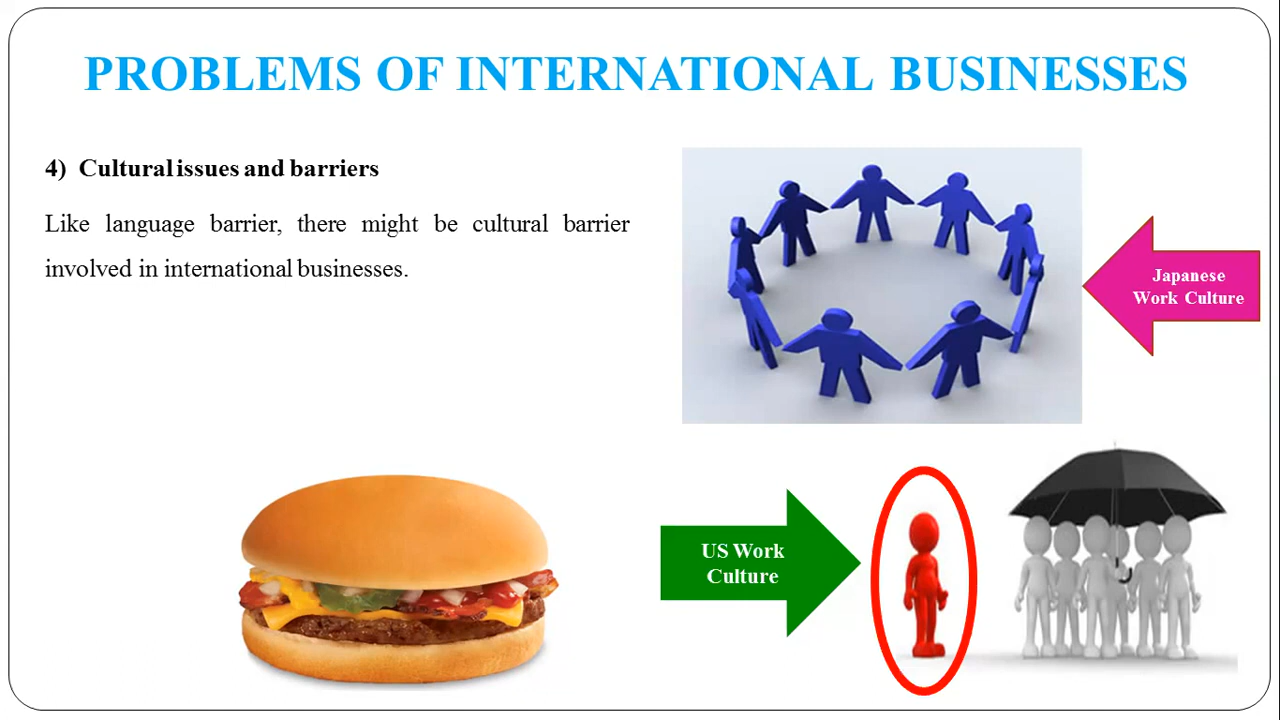 PROBLEMS OF INTERNATIONAL BUSINESSES
4) Cultural issues and barriers
Like language barrier, there might be cultural barrier
involved in international businesses.
Japanese
Work Culture
US Work
Culture